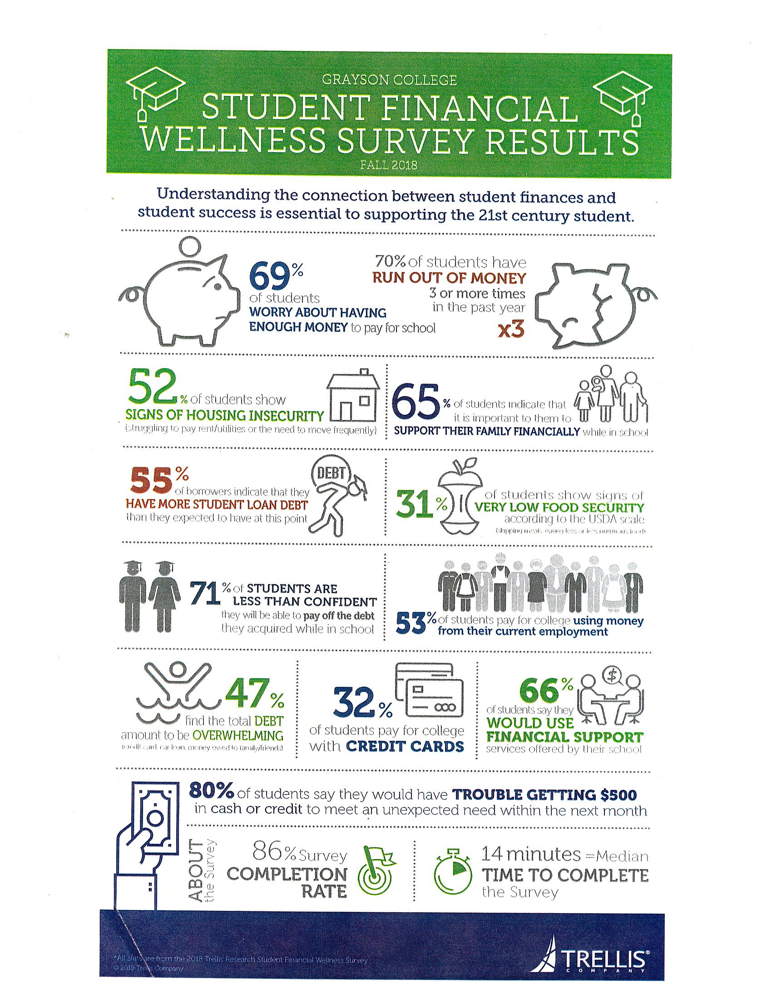 GRAYSON COLLEGE
STUDENT FINANCIAL
WELLNESS SURVEY RESULTS
FALL 2018
Understanding the connection between student finances and
student success is essential to supporting the 21st century student.
69%
of students
WORRY ABOUT HAVING
ENOUGH MONEY to pay for school
70% of students have
RUN OUT OF MONEY
3 or more times
in the past year
x3
52% of students show
SIGNS OF HOUSING INSECURITY
(struggling to pay rent/utilities or the need to move frequently)
65% of students indicate that
it is important to them to
SUPPORT THEIR FAMILY FINANCIALLY while in school
55%
of borrowers indicate that they
HAVE MORE STUDENT LOAN DEBT
than they expected to have at this point
DEBT
31%
of students show signs of
VERY LOW FOOD SECURITY
according to the USDA scale
(skipping meals, eating less or less nutritious food)
71% of STUDENTS ARE
LESS THAN CONFIDENT
they will be able to pay off the debt
they acquired while in school
53% of students pay for college using money
from their current employment
47%
find the total DEBT
amount to be OVERWHELMING
(credit card, car loan, money owed to family/friends)
32%
of students pay for college
with CREDIT CARDS
66%
$
of students say they
WOULD USE
FINANCIAL SUPPORT
services offered by their school
80% of students say they would have TROUBLE GETTING $500
in cash or credit to meet an unexpected need within the next month
ABOUT
the Survey
86% Survey
COMPLETION
RATE
14 minutes =Median
TIME TO COMPLETE
the Survey
*All Stats are from the 2018 Trellis Research Student Financial Wellness Survey
© 2019 Trellis Company
TRELLIS®
COMPANY